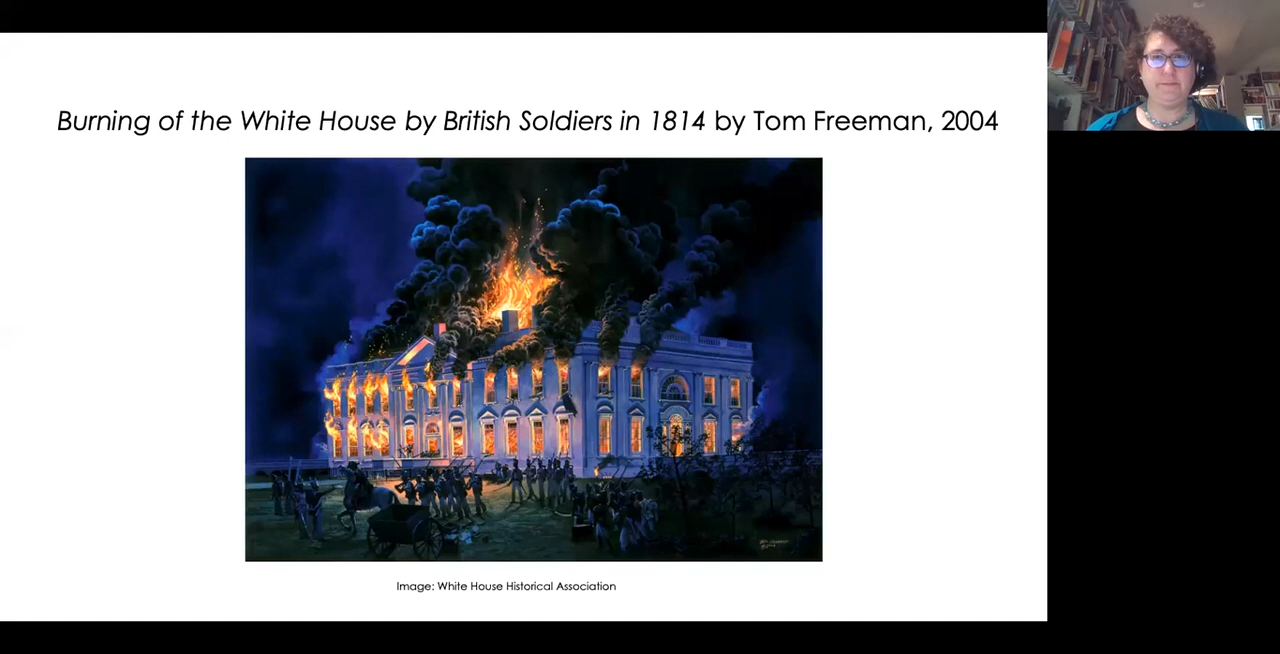 Burning of the White House by British Soldiers in 1814 by Tom Freeman, 2004
Image: White House Historical Association